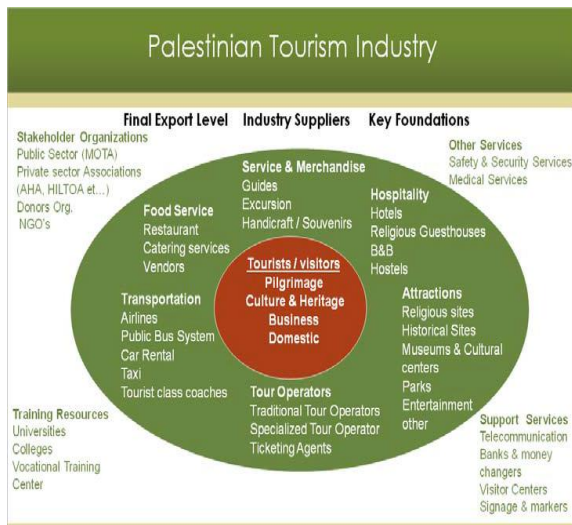 Palestinian Tourism Industry
Final Export Level
Industry Suppliers
Key Foundations
Stakeholder Organizations
Public Sector (MOTA)
Private sector Associations
(AHA, HILTOA et...)
Donors Org.
NGO's
Other Services
Safety & Security Services
Medical Services
Service & Merchandise
Guides
Excursion
Handicraft / Souvenirs
Food Service
Restaurant
Catering services
Vendors
Hospitality
Hotels
Religious Guesthouses
B&B
Hostels
Tourists / visitors
Pilgrimage
Culture & Heritage
Business
Domestic
Transportation
Airlines
Public Bus System
Car Rental
Taxi
Tourist class coaches
Attractions
Religious sites
Historical Sites
Museums & Cultural
centers
Parks
Entertainment
other
Tour Operators
Traditional Tour Operators
Specialized Tour Operator
Ticketing Agents
Training Resources
Universities
Colleges
Vocational Training
Center
Support Services
Telecommunication
Banks & money
changers
Visitor Centers
Signage & markers